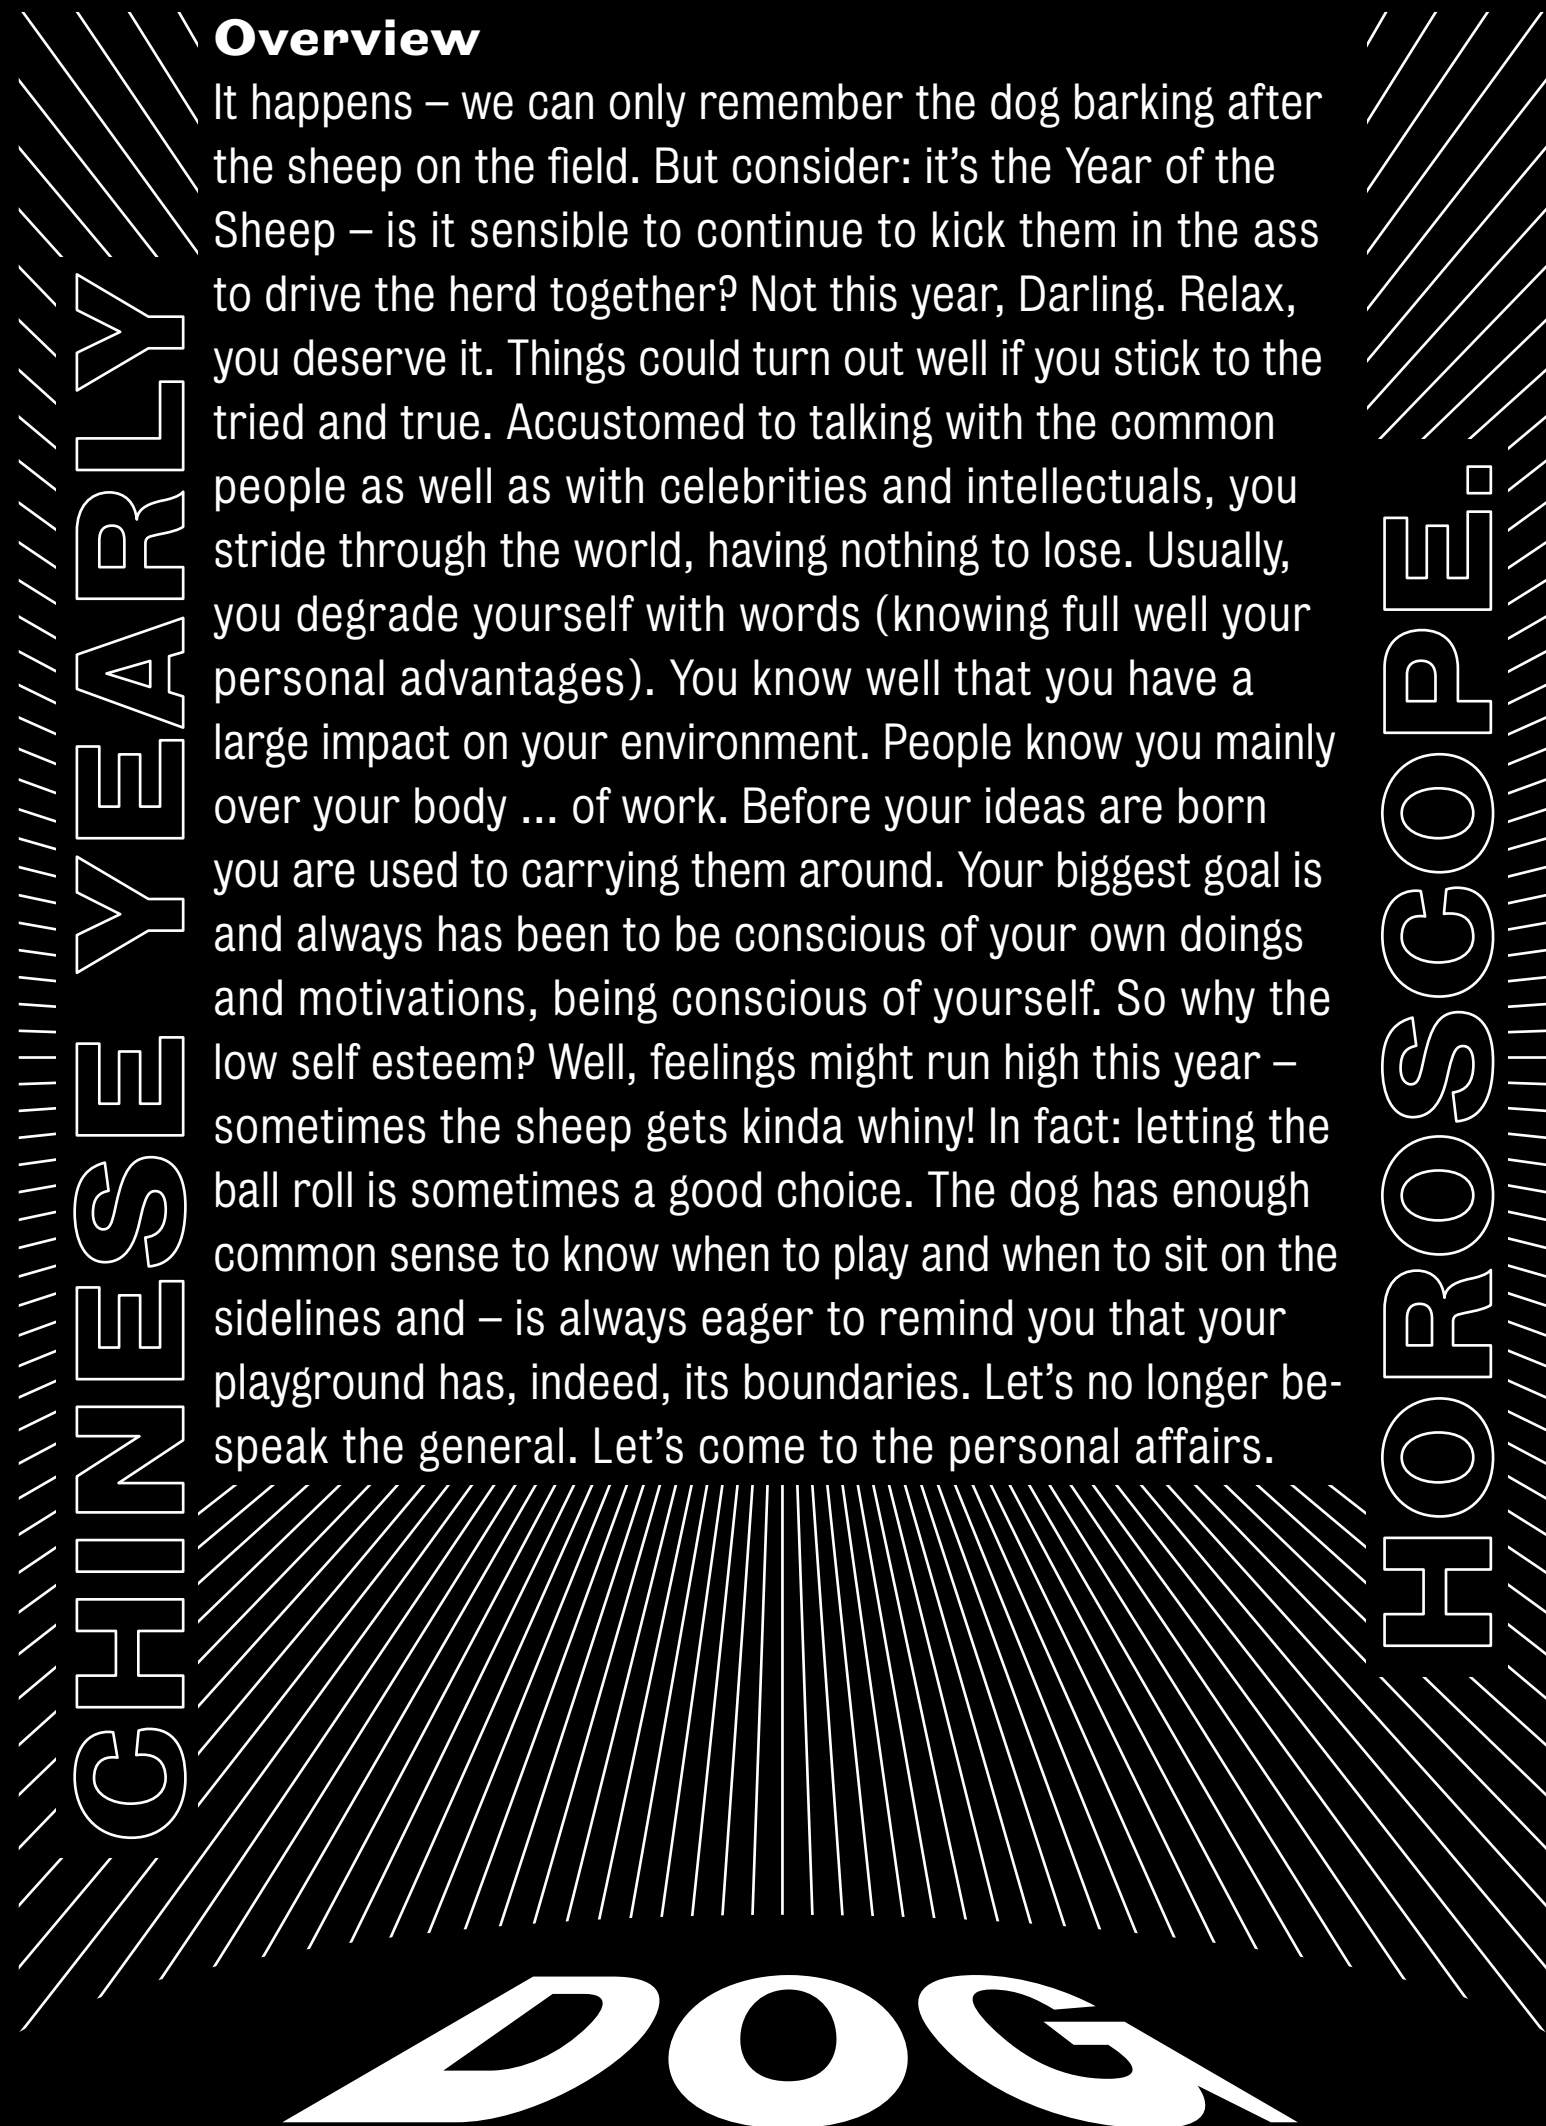 Overview
It happens – we can only remember the dog barking after
the sheep on the field. But consider: it’s the Year of the
Sheep – is it sensible to continue to kick them in the ass
to drive the herd together? Not this year, Darling. Relax,
you deserve it. Things could turn out well if you stick to the
tried and true. Accustomed to talking with the common
people as well as with celebrities and intellectuals, you
stride through the world, having nothing to lose. Usually,
you degrade yourself with words (knowing full well your
personal advantages). You know well that you have a
large impact on your environment. People know you mainly
over your body ... of work. Before your ideas are born
you are used to carrying them around. Your biggest goal is
and always has been to be conscious of your own doings
and motivations, being conscious of yourself. So why the
low self esteem? Well, feelings might run high this year –
sometimes the sheep gets kinda whiny! In fact: letting the
ball roll is sometimes a good choice. The dog has enough
common sense to know when to play and when to sit on the
sidelines and – is always eager to remind you that your
playground has, indeed, its boundaries. Let’s no longer be-
speak the general. Let’s come to the personal affairs.
CHINESE YEARLY
HOROSCOPE.
DOG